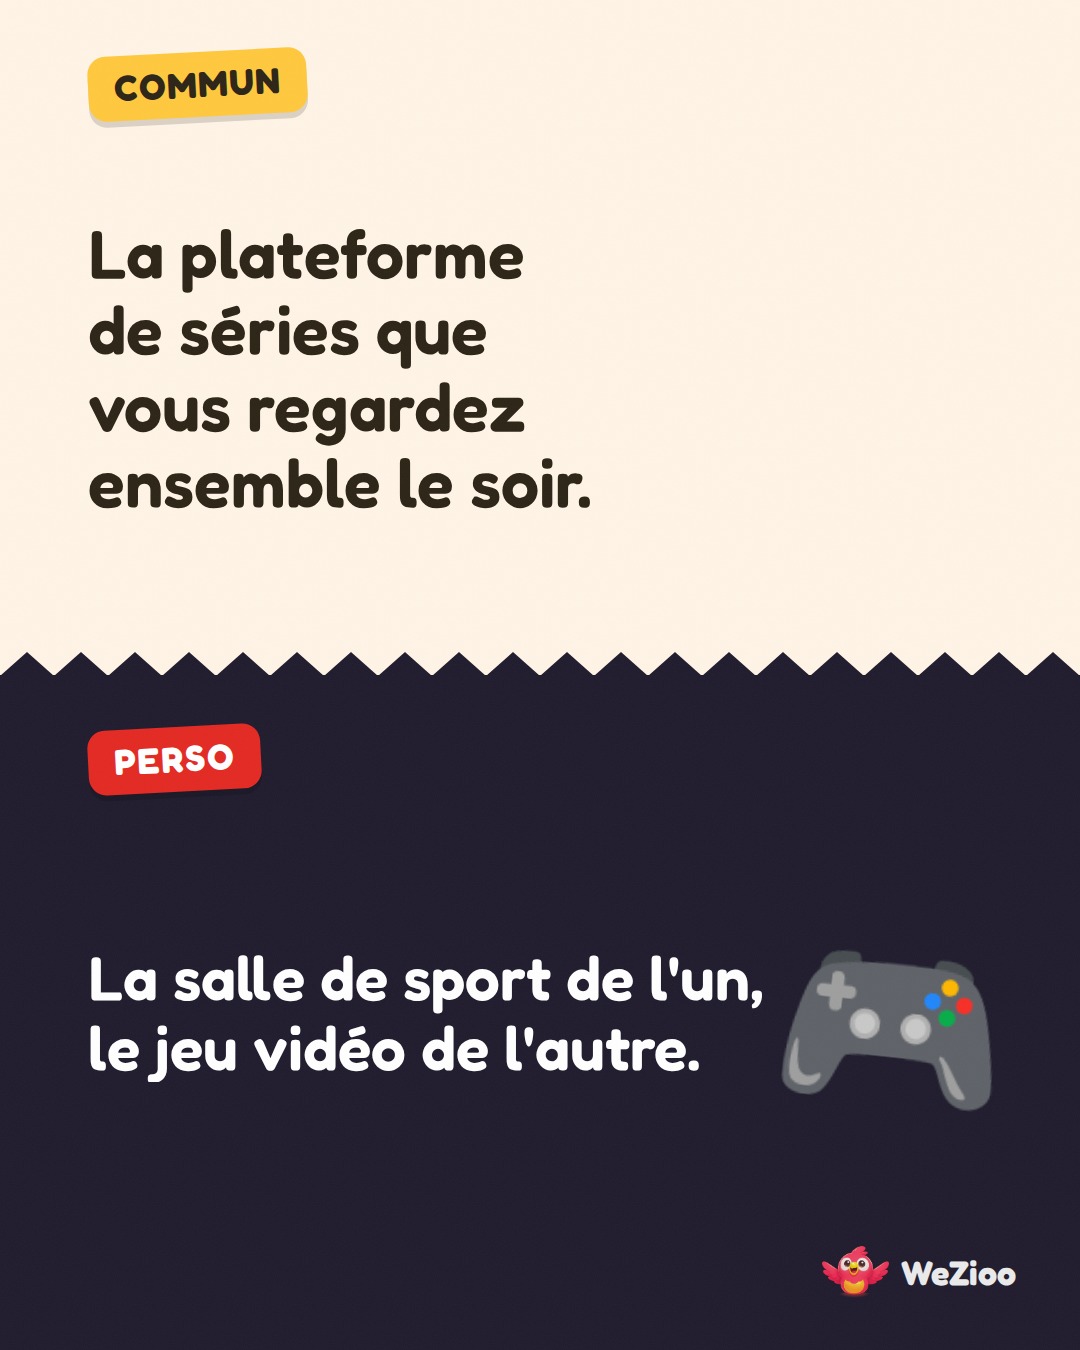 COMMUN
La plateforme
de séries que
vous regardez
ensemble le soir.
PERSO
La salle de sport de l'un,
le jeu vidéo de l'autre.
WeZioo